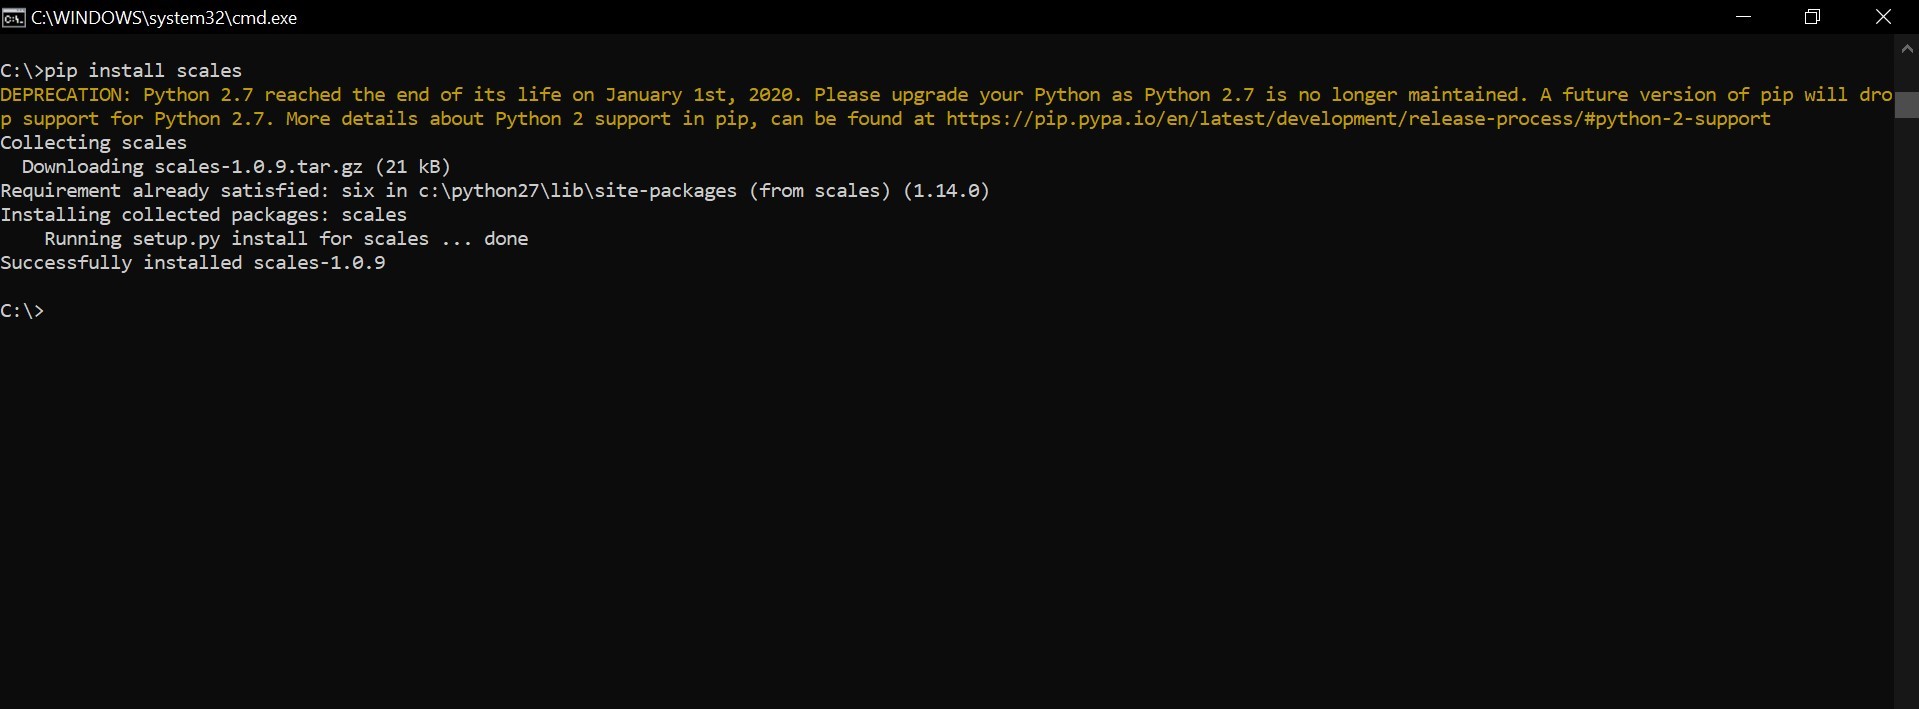 C:\WINDOWS\system32\cmd.exe
C:\>pip install scales
DEPRECATION: Python 2.7 reached the end of its life on January 1st, 2020. Please upgrade your Python as Python 2.7 is no longer maintained. A future version of pip will dro
p support for Python 2.7. More details about Python 2 support in pip, can be found at https://pip.pypa.io/en/latest/development/release-process/#python-2-support
Collecting scales
  Downloading scales-1.0.9.tar.gz (21 kB)
Requirement already satisfied: six in c:\python27\lib\site-packages (from scales) (1.14.0)
Installing collected packages: scales
    Running setup.py install for scales ... done
Successfully installed scales-1.0.9
C:\>